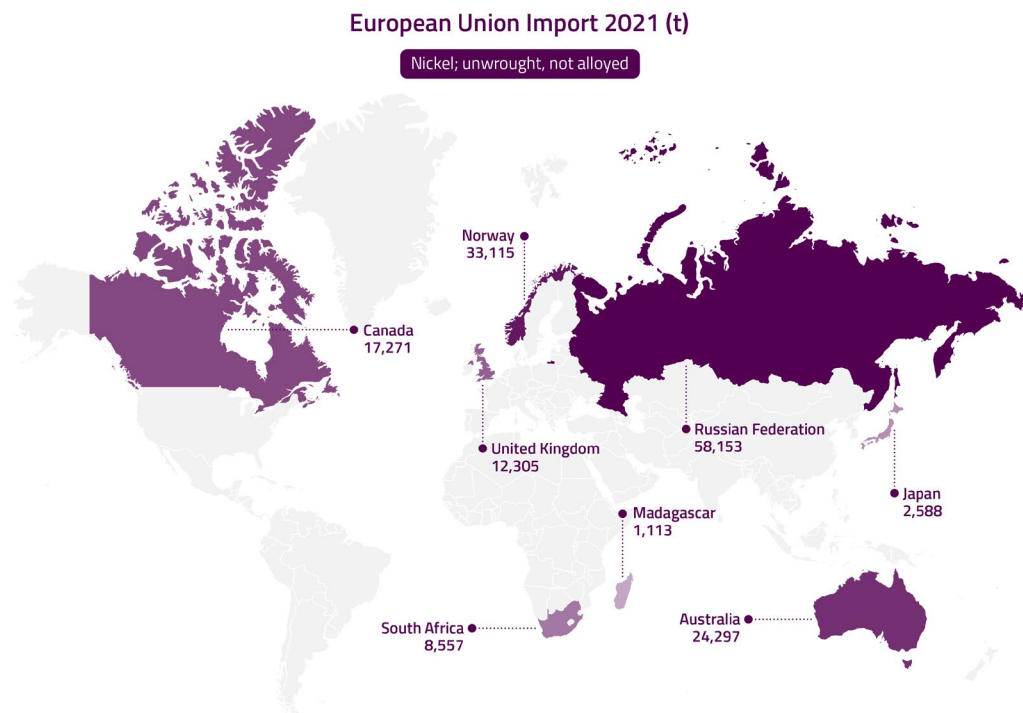 European Union Import 2021 (t)
Nickel; unwrought, not alloyed
Norway
33,115
Canada
17,271
Russian Federation
58,153
United Kingdom
12,305
Japan
2,588
Madagascar
1,113
Australia
24,297
South Africa
8,557